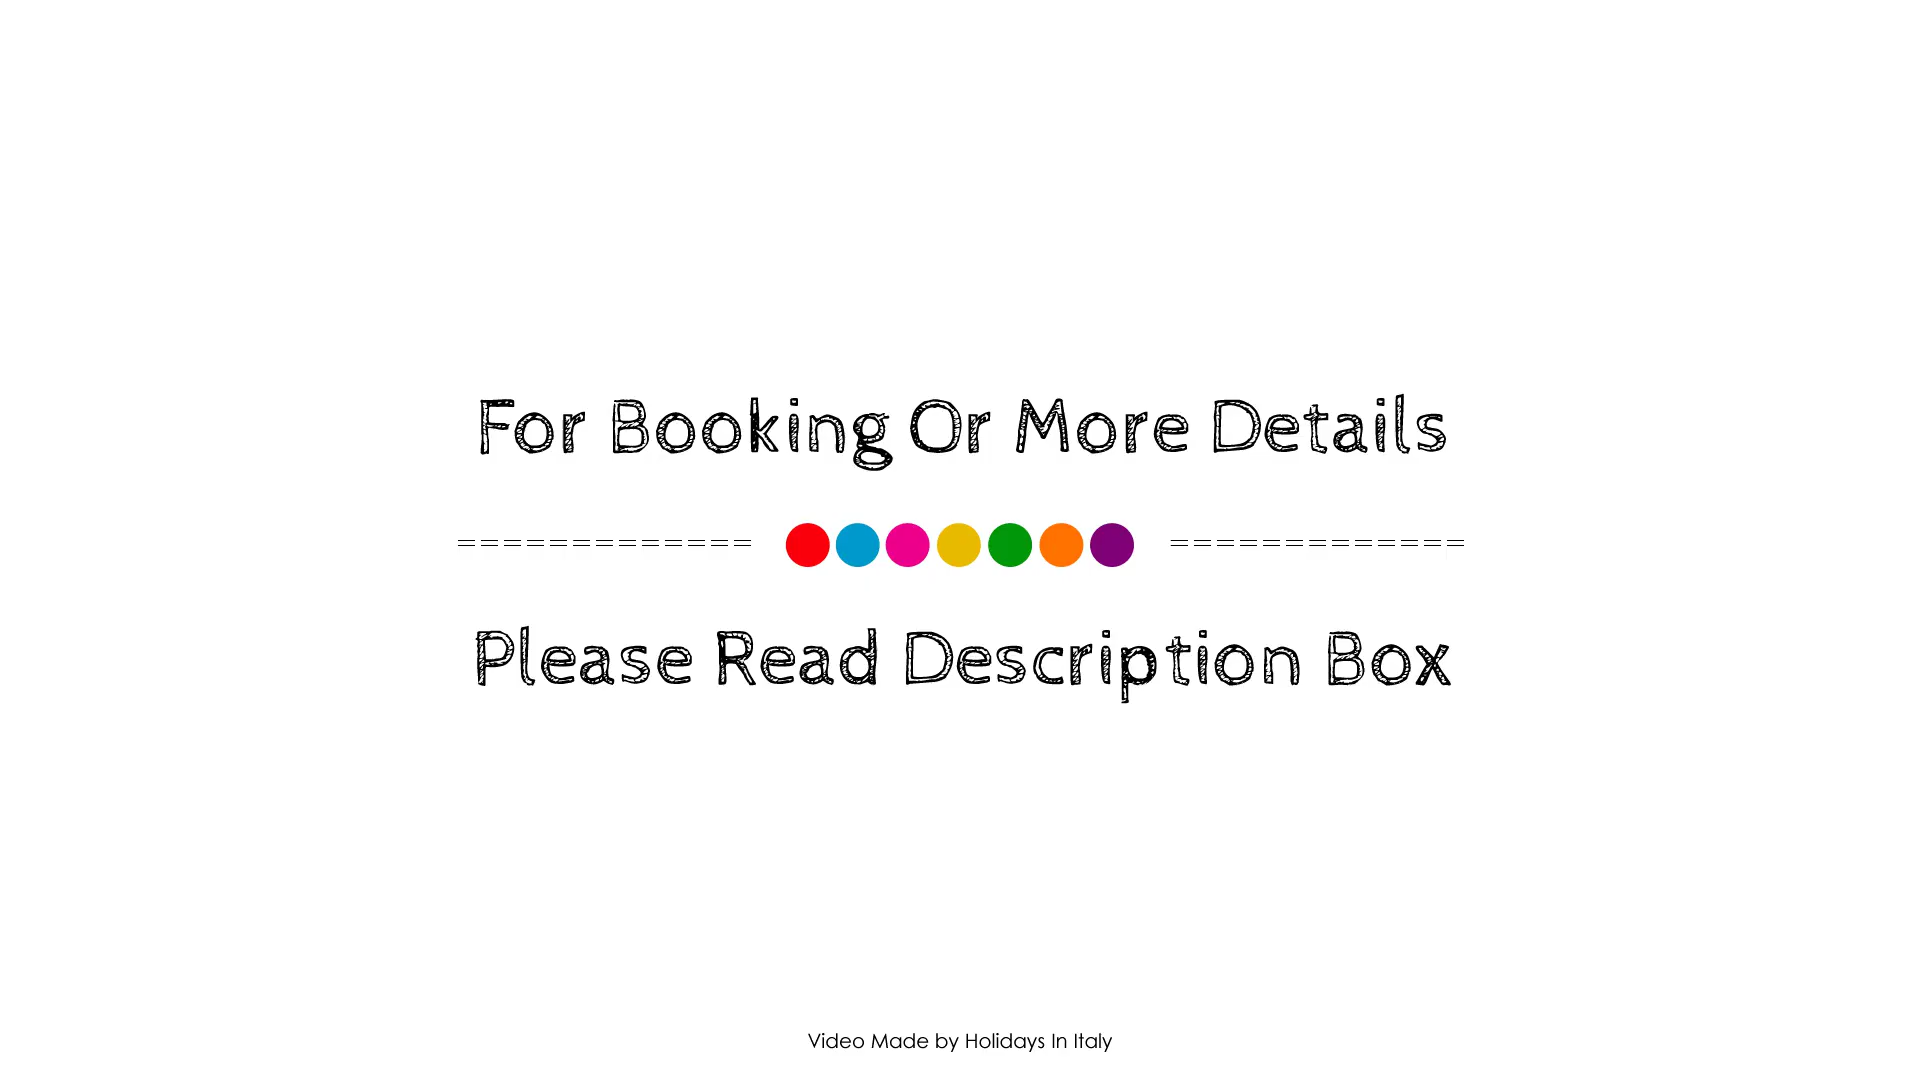 For Booking Or More Details
============= =============
Please Read Description Box
Video Made by Holidays In Italy